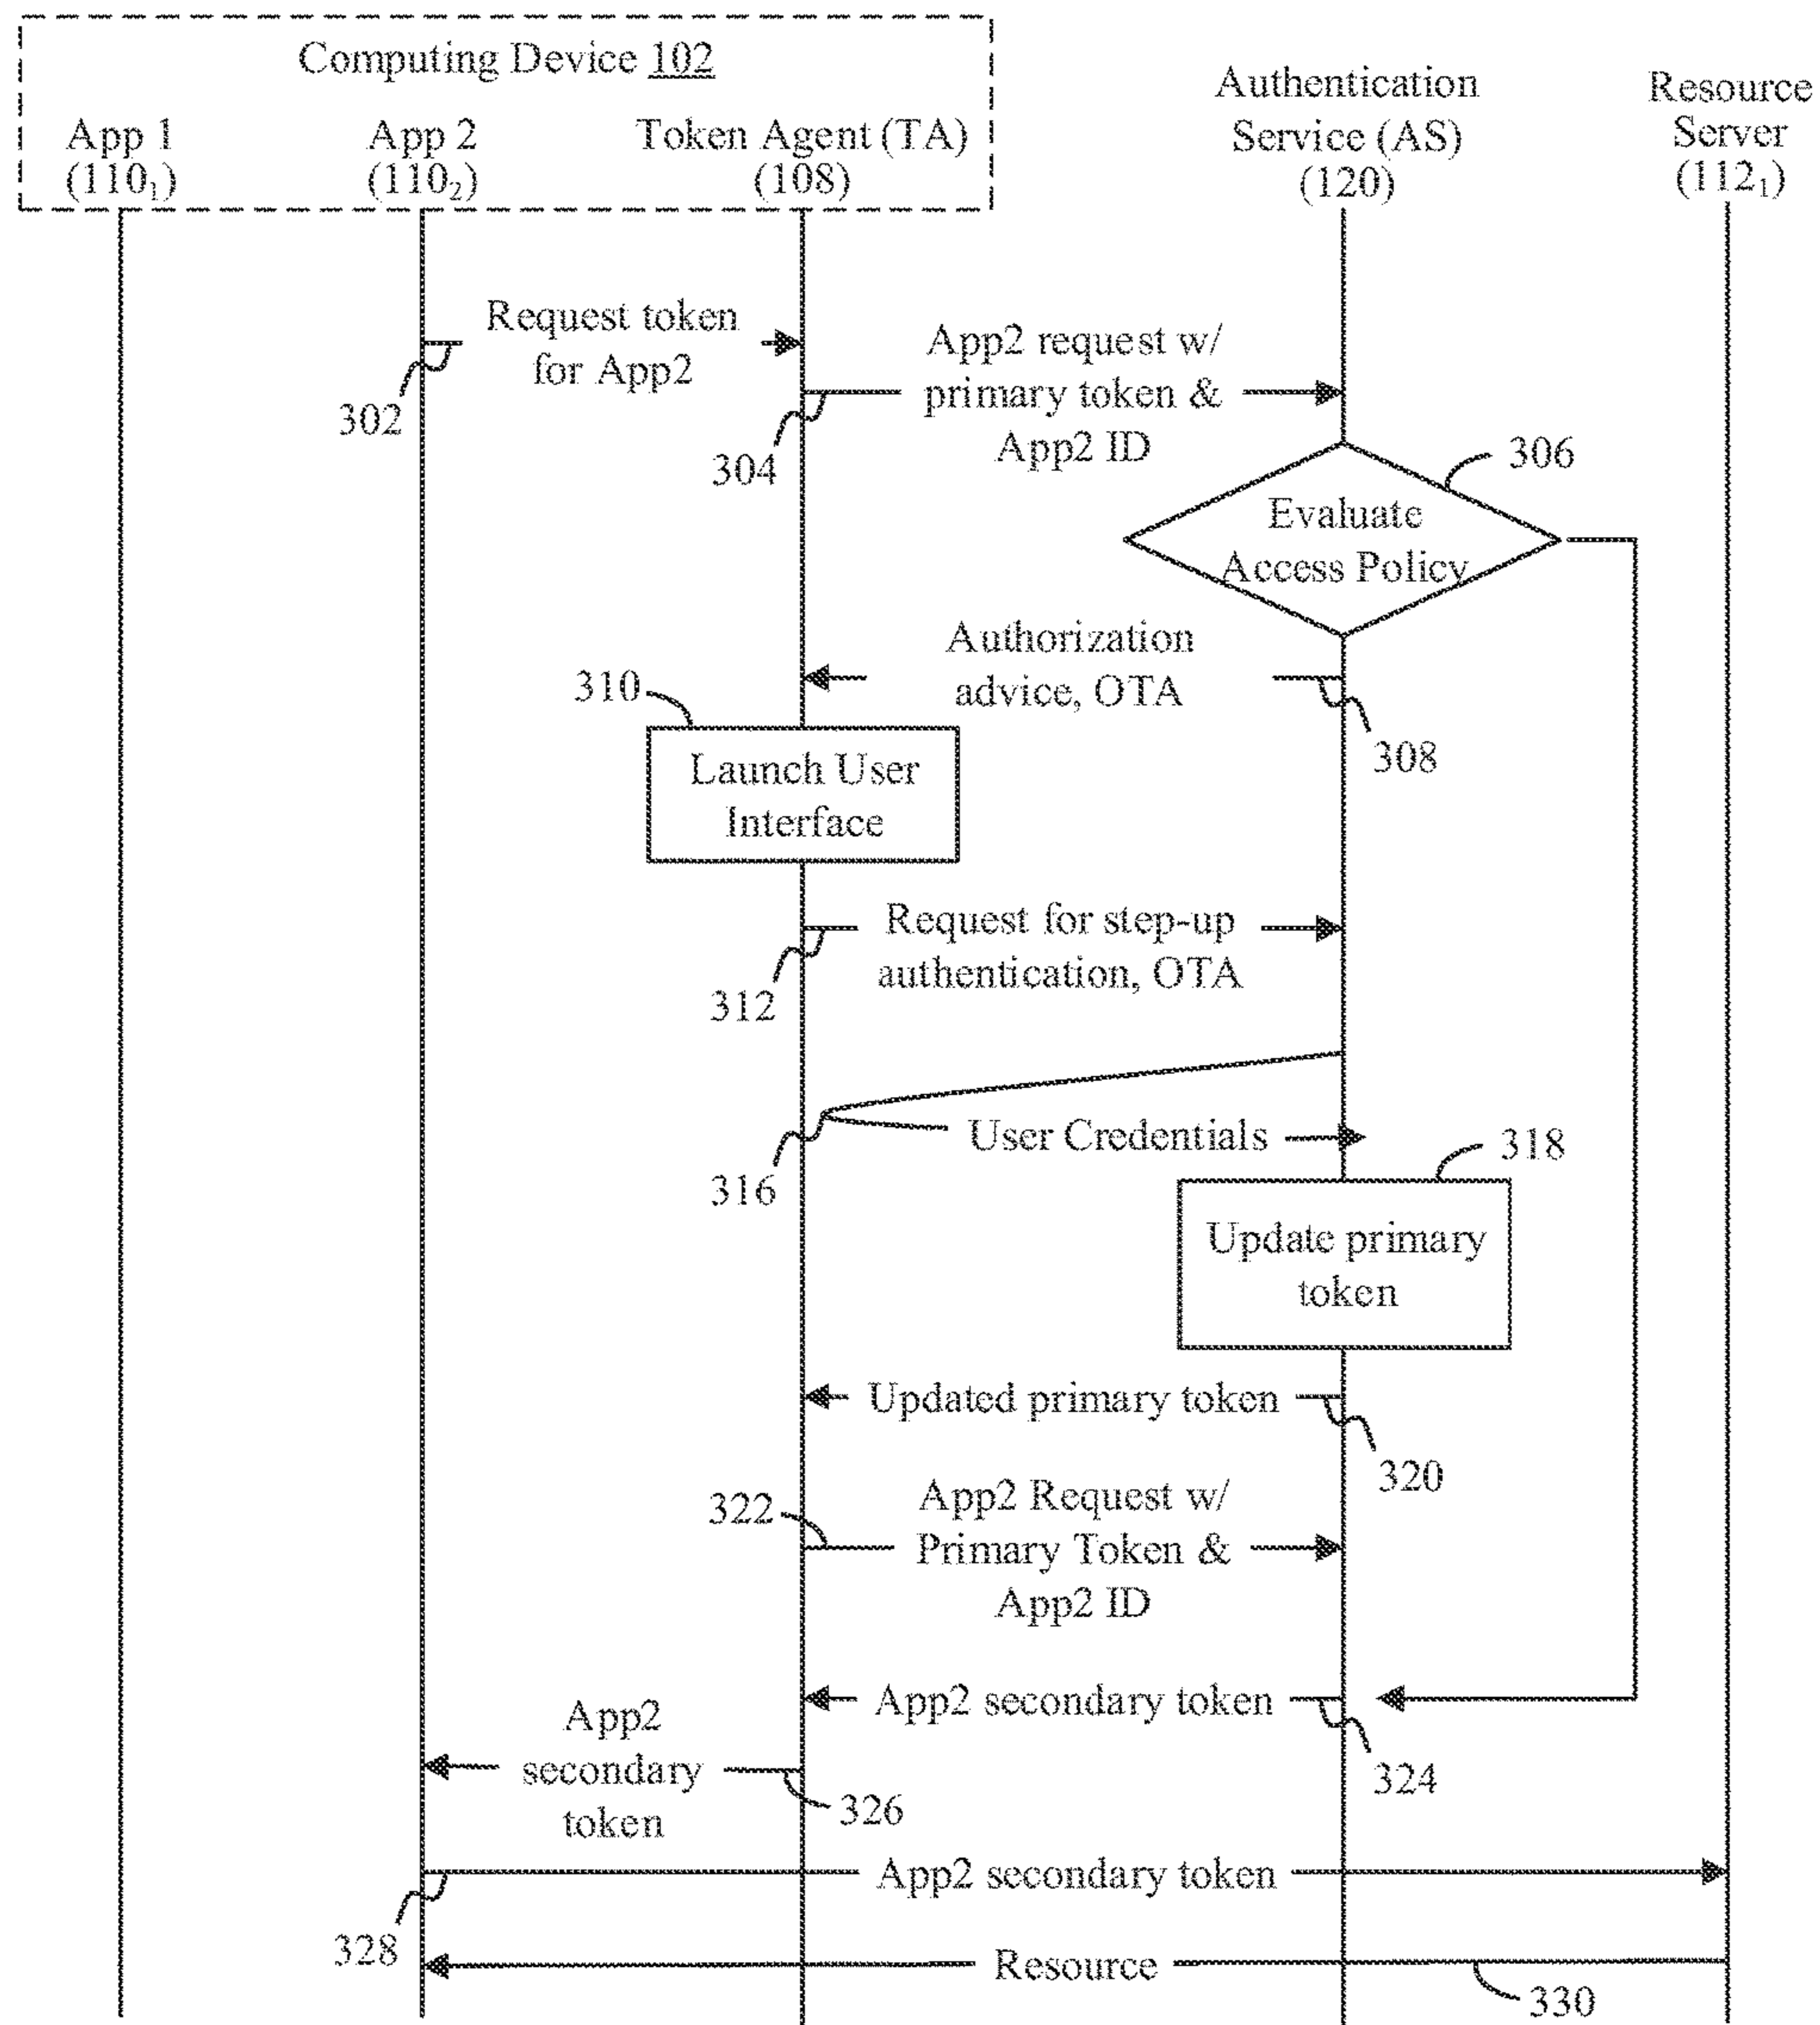 Computing Device 102
App 1
(110₁)
App 2
(110₂)
Token Agent (TA)
(108)
Authentication
Service (AS)
(120)
Resource
Server
(112₁)
Request token
for App2
302
App2 request w/
primary token &
App2 ID
304
306
Evaluate
Access Policy
Authorization
advice, OTA
308
310
Launch User
Interface
Request for step-up
authentication, OTA
312
User Credentials
316
318
Update primary
token
Updated primary token
320
322
App2 Request w/
Primary Token &
App2 ID
App2 secondary token
324
App2
secondary
token
326
App2 secondary token
328
Resource
330